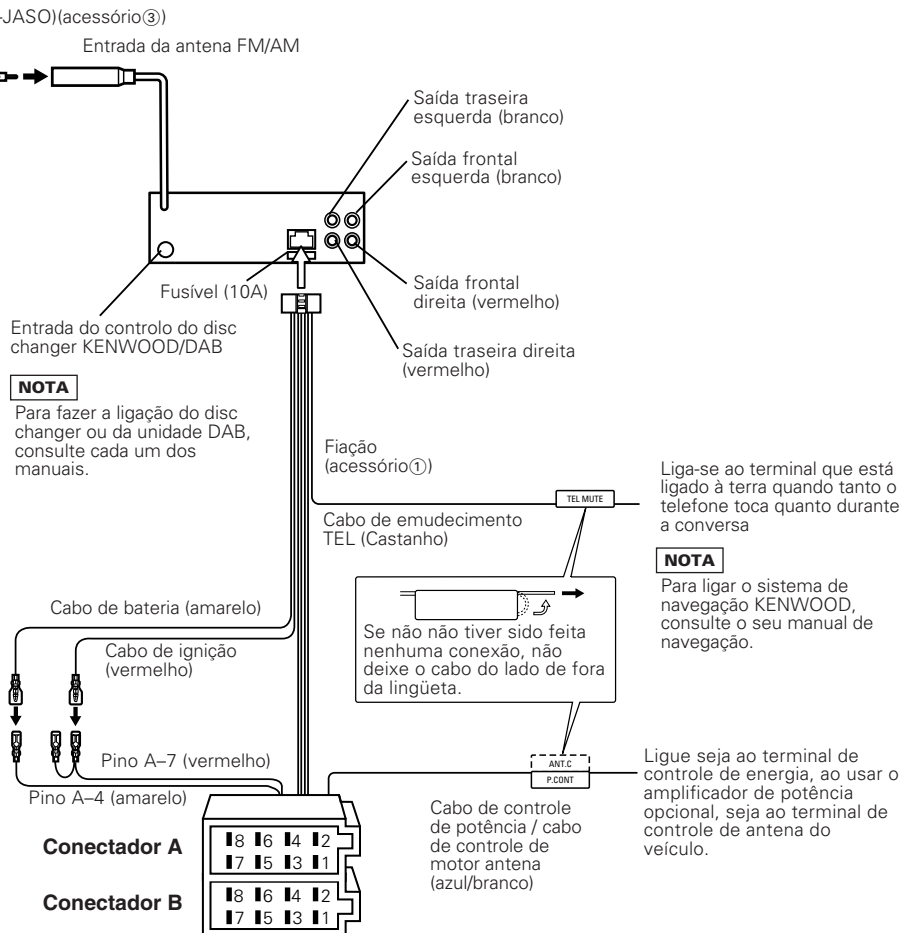 -JASO)(acessório③)
Entrada da antena FM/AM
Saída traseira
esquerda (branco)
Saída frontal
esquerda (branco)
Fusível (10A)
Saída frontal
direita (vermelho)
Saída traseira direita
(vermelho)
Entrada do controlo do disc
changer KENWOOD/DAB
NOTA
Para fazer a ligação do disc
changer ou da unidade DAB,
consulte cada um dos
manuais.
Fiação
(acessório①)
TEL MUTE
Cabo de emudecimento
TEL (Castanho)
Liga-se ao terminal que está
ligado à terra quando tanto o
telefone toca quanto durante
a conversa
NOTA
Para ligar o sistema de
navegação KENWOOD,
consulte o seu manual de
navegação.
Se não não tiver sido feita
nenhuma conexão, não
deixe o cabo do lado de fora
da lingüeta.
Cabo de bateria (amarelo)
Cabo de ignição
(vermelho)
Pino A–7 (vermelho)
Pino A–4 (amarelo)
ANT.C
P.CONT
Cabo de controle
de potência / cabo
de controle de
motor antena
(azul/branco)
Ligue seja ao terminal de
controle de energia, ao usar o
amplificador de potência
opcional, seja ao terminal de
controle de antena do
veículo.
Conectador A
8 6 4 2
7 5 3 1
Conectador B
8 6 4 2
7 5 3 1